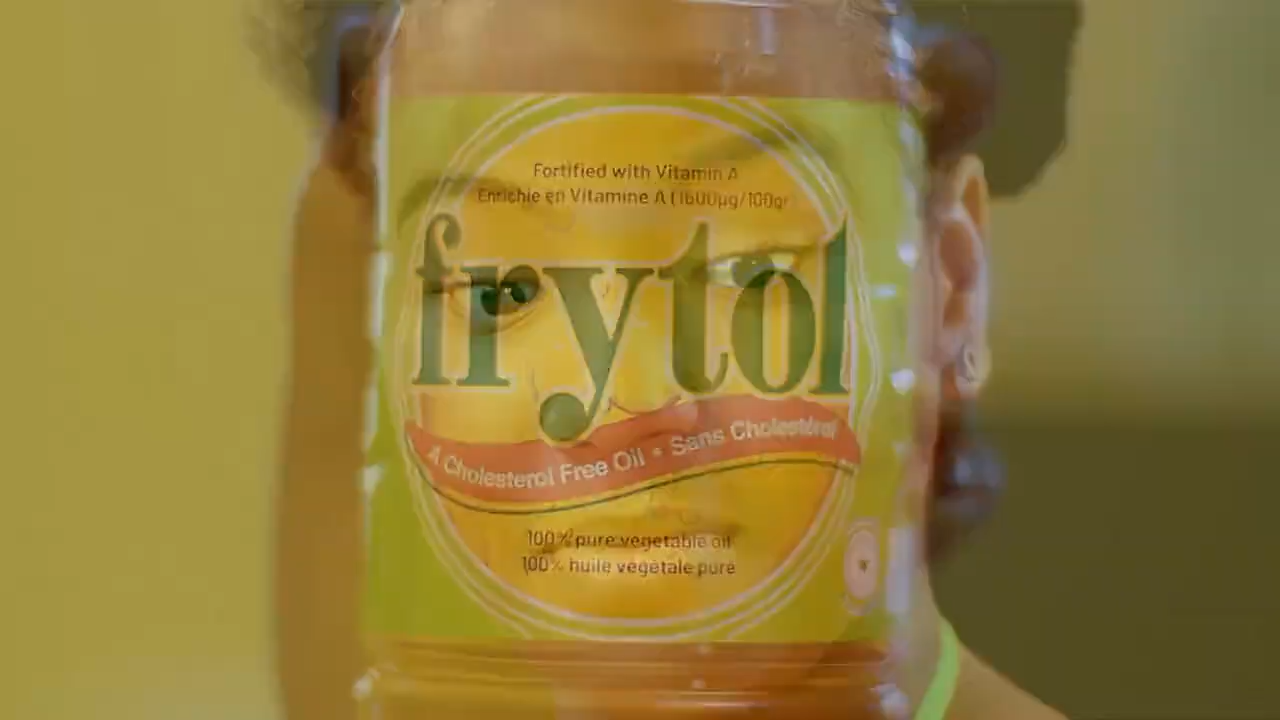 Fortified with Vitamin A
Enrichie en Vitamine A (1600µg/100gr
frytol
A Cholesterol Free Oil • Sans Cholestérol
100% pure vegetable oil
100% huile végétale pure